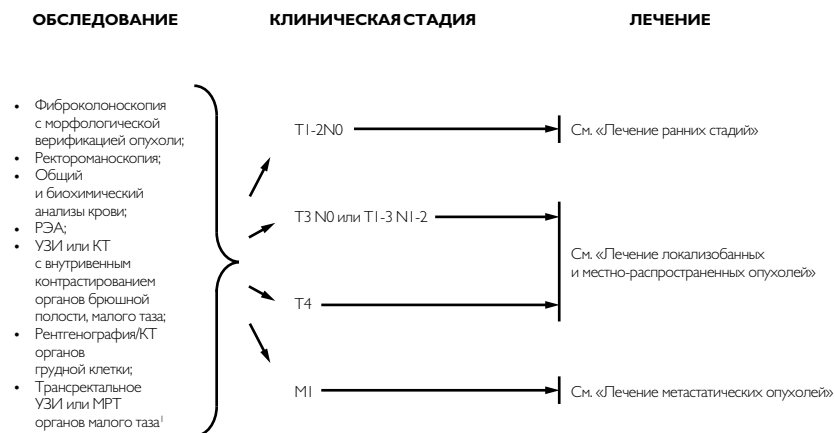 ОБСЛЕДОВАНИЕ
КЛИНИЧЕСКАЯ СТАДИЯ
ЛЕЧЕНИЕ
• Фиброколоноскопия
с морфологической
верификацией опухоли;
• Ректороманоскопия;
• Общий
и биохимический
анализы крови;
• РЭА;
• УЗИ или КТ
с внутривенным
контрастированием
органов брюшной
полости, малого таза;
• Рентгенография/КТ
органов
грудной клетки;
• Трансректальное
УЗИ или МРТ
органов малого таза¹
T1-2N0
T3 N0 или T1-3 N1-2
T4
M1
См. «Лечение ранних стадий»
См. «Лечение локализобанных
и местно-распространенных опухолей»
См. «Лечение метастатических опухолей»